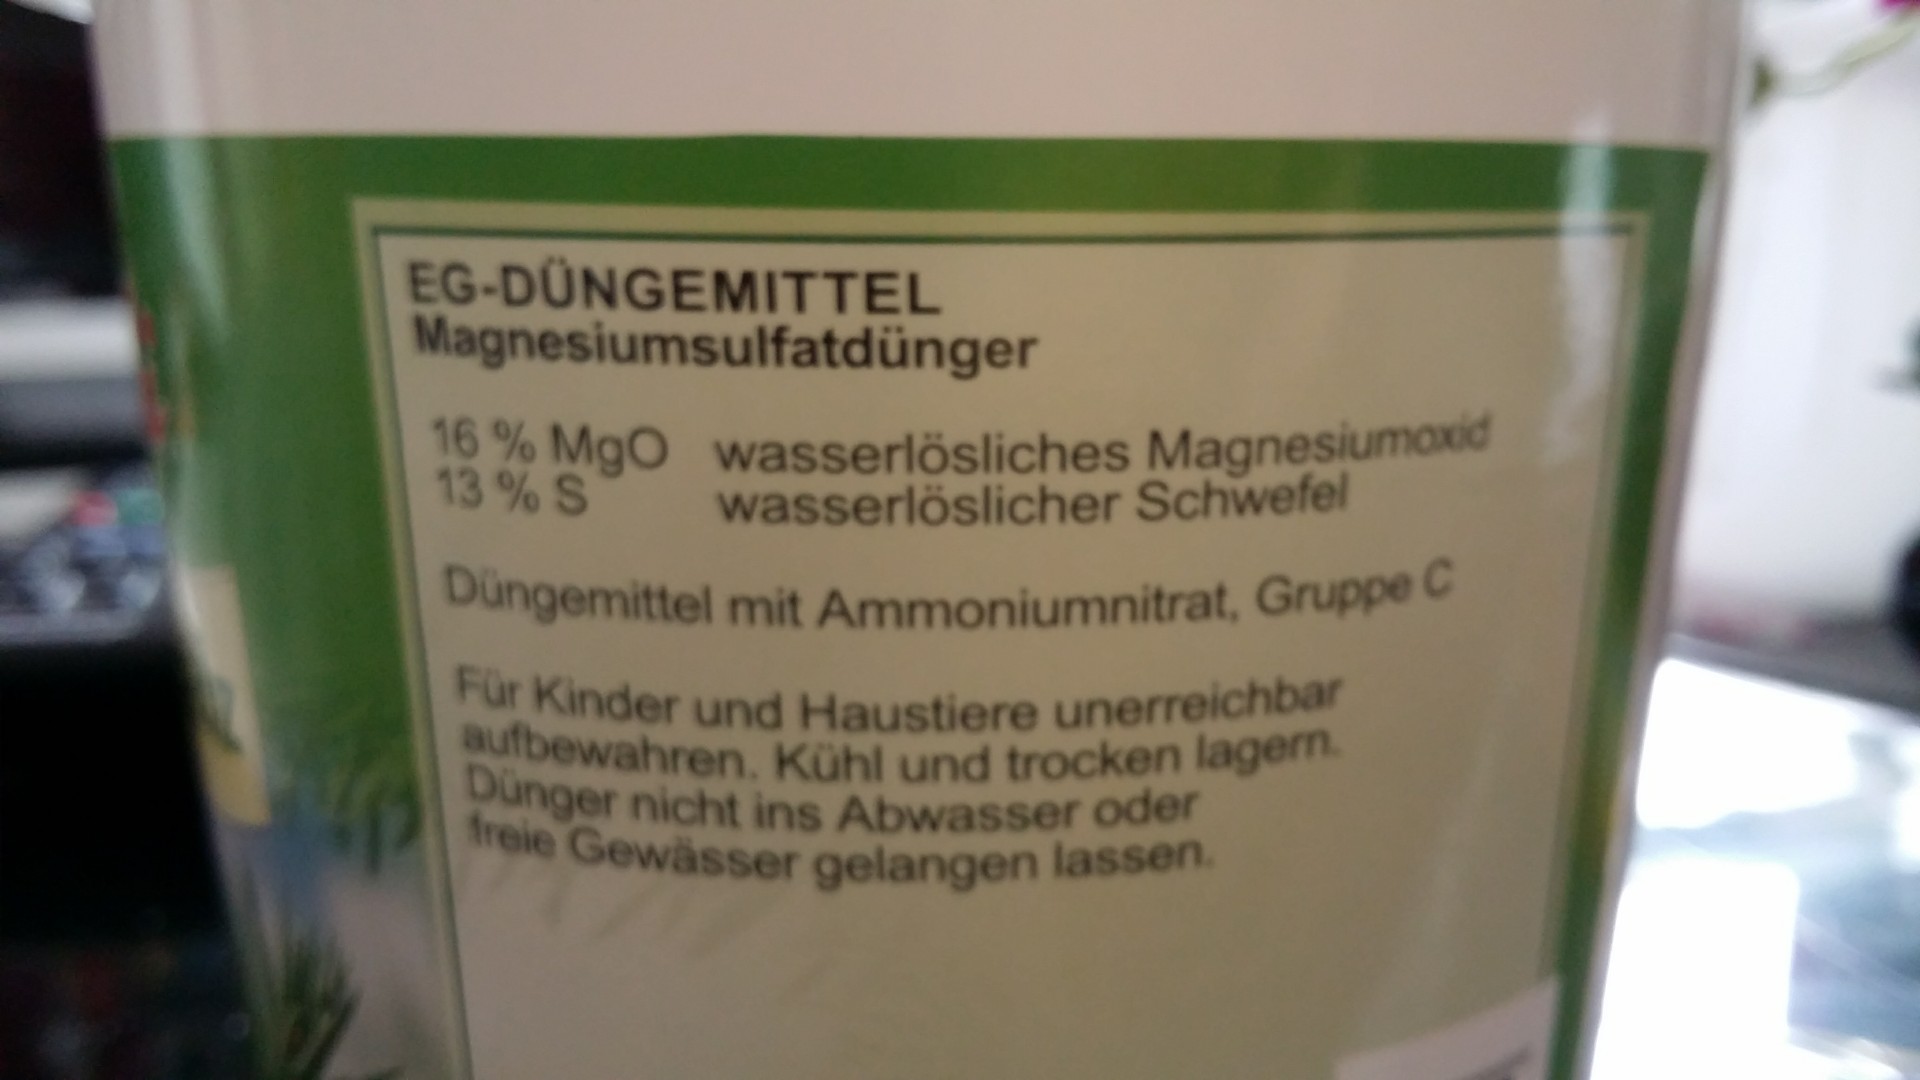 EG-DÜNGEMITTEL
Magnesiumsulfatdünger
16 % MgO wasserlösliches Magnesiumoxid
13 % S wasserlöslicher Schwefel
Düngemittel mit Ammoniumnitrat, Gruppe C
Für Kinder und Haustiere unerreichbar
aufbewahren. Kühl und trocken lagern.
Dünger nicht ins Abwasser oder
freie Gewässer gelangen lassen.